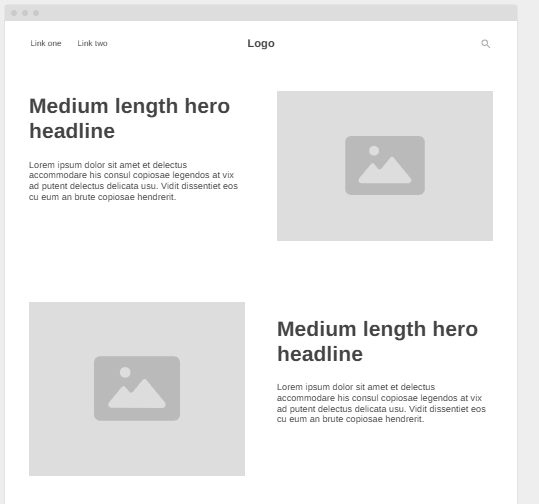 Link one
Link two
Logo
Medium length hero
headline
Lorem ipsum dolor sit amet et delectus
accommodare his consul copiosae legendos at vix
ad putent delectus delicata usu. Vidit dissentiet eos
cu eum an brute copiosae hendrerit.
Medium length hero
headline
Lorem ipsum dolor sit amet et delectus
accommodare his consul copiosae legendos at vix
ad putent delectus delicata usu. Vidit dissentiet eos
cu eum an brute copiosae hendrerit.